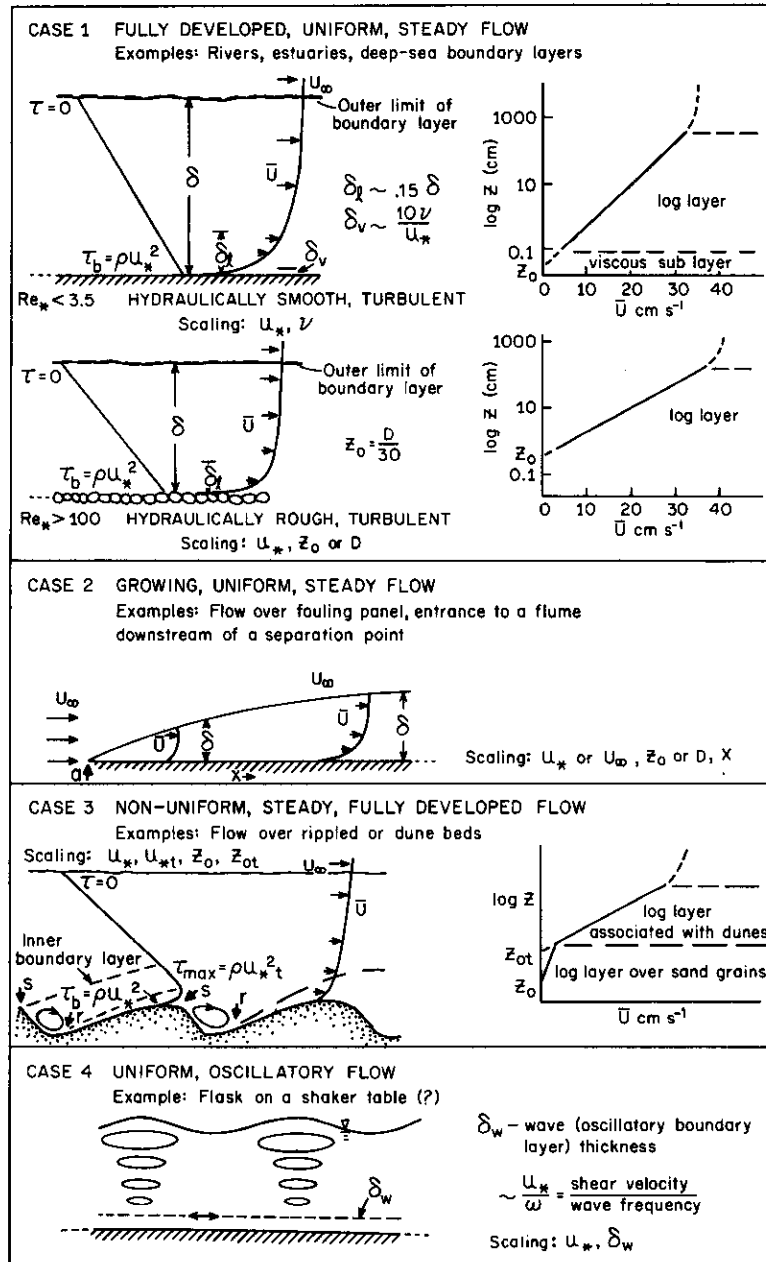 CASE 1 FULLY DEVELOPED, UNIFORM, STEADY FLOW
Examples: Rivers, estuaries, deep-sea boundary layers
U∞
τ=0
Outer limit of
boundary layer
δ
Ū
δℓ ~ .15 δ
δv ~ 10ν/u*
τb=ρu*²
δℓ
δv
Re* < 3.5 HYDRAULICALLY SMOOTH, TURBULENT
Scaling: u*, ν
log z (cm)
1000
10
0.1
z₀
log layer
viscous sub layer
0 10 20 30 40
Ū cm s⁻¹
τ=0
Outer limit of
boundary layer
δ
Ū
z₀ = D/30
τb=ρu*²
δℓ
Re* > 100 HYDRAULICALLY ROUGH, TURBULENT
Scaling: u*, z₀ or D
log z (cm)
1000
10
z₀
0.1
log layer
0 10 20 30 40
Ū cm s⁻¹
CASE 2 GROWING, UNIFORM, STEADY FLOW
Examples: Flow over fouling panel, entrance to a flume
downstream of a separation point
U∞
U∞
Ū
δ
Ū
δ
a
x
Scaling: u* or U∞, z₀ or D, X
CASE 3 NON-UNIFORM, STEADY, FULLY DEVELOPED FLOW
Examples: Flow over rippled or dune beds
Scaling: u*, u*t, z₀, z₀t
U∞
τ=0
Ū
Inner
boundary layer
τmax=ρu*²t
s
τb=ρu*²
s
r
r
log z
z₀t
z₀
log layer
associated with dunes
log layer over sand grains
Ū cm s⁻¹
CASE 4 UNIFORM, OSCILLATORY FLOW
Example: Flask on a shaker table (?)
δw
δw – wave (oscillatory boundary
layer) thickness
~ u*/ω = shear velocity/wave frequency
Scaling: u*, δw